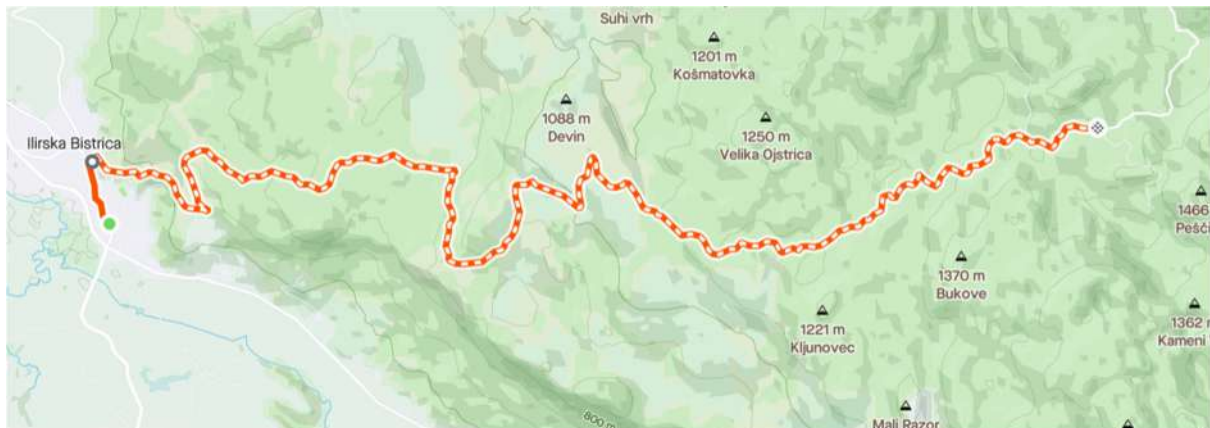 Suhi vrh
1201 m
Košmatovka
1088 m
Devin
1250 m
Velika Ojstrica
Ilirska Bistrica
1466
Pešči
1370 m
Bukove
1221 m
Kljunovec
1362 m
Kameni
800 m
Mali Razor